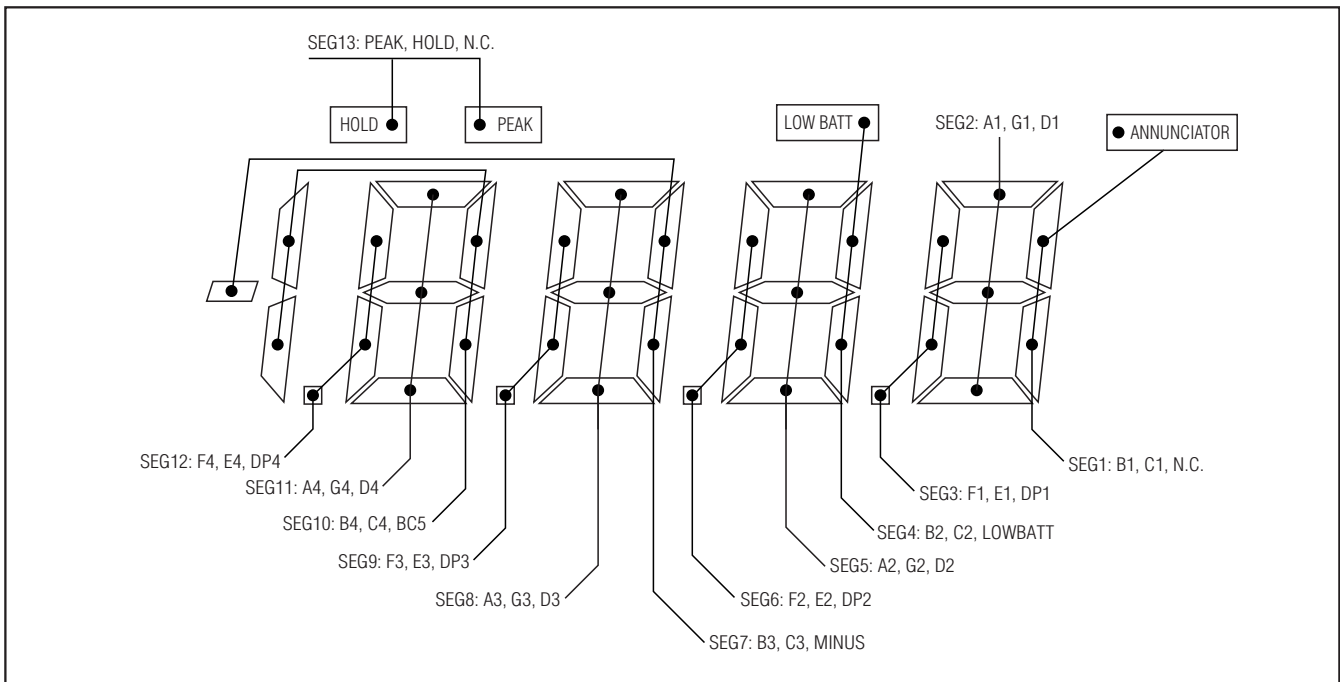 SEG13: PEAK, HOLD, N.C.
HOLD
PEAK
LOW BATT
SEG2: A1, G1, D1
ANNUNCIATOR
SEG12: F4, E4, DP4
SEG11: A4, G4, D4
SEG10: B4, C4, BC5
SEG9: F3, E3, DP3
SEG8: A3, G3, D3
SEG1: B1, C1, N.C.
SEG3: F1, E1, DP1
SEG4: B2, C2, LOWBATT
SEG5: A2, G2, D2
SEG6: F2, E2, DP2
SEG7: B3, C3, MINUS